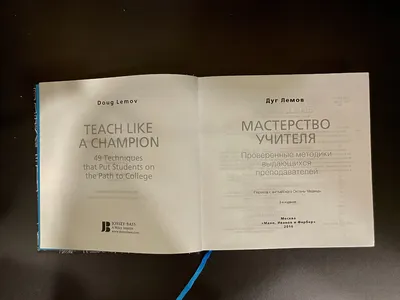 Doug Lemov
TEACH LIKE
A CHAMPION
49 Techniques
that Put Students on
the Path to College
JOSSEY-BASS
Дуг Лемов
МАСТЕРСТВО
УЧИТЕЛЯ
Проверенные методики
выдающихся
преподавателей
Москва
«Манн, Иванов и Фербер»